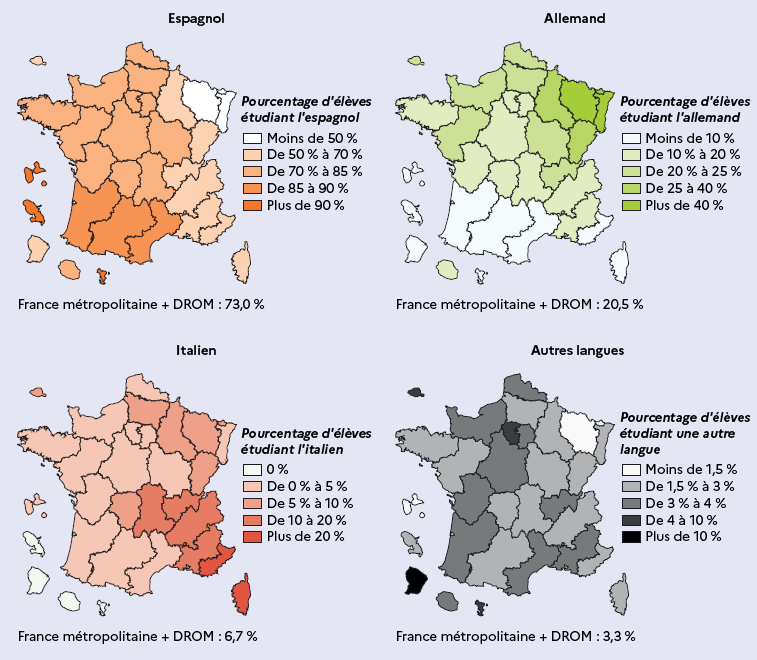 Espagnol
Pourcentage d'élèves
étudiant l'espagnol
Moins de 50 %
De 50 % à 70 %
De 70 % à 85 %
De 85 à 90 %
Plus de 90 %
France métropolitaine + DROM : 73,0 %
Allemand
Pourcentage d'élèves
étudiant l'allemand
Moins de 10 %
De 10 % à 20 %
De 20 % à 25 %
De 25 à 40 %
Plus de 40 %
France métropolitaine + DROM : 20,5 %
Italien
Pourcentage d'élèves
étudiant l'italien
0 %
De 0 % à 5 %
De 5 % à 10 %
De 10 à 20 %
Plus de 20 %
France métropolitaine + DROM : 6,7 %
Autres langues
Pourcentage d'élèves
étudiant une autre
langue
Moins de 1,5 %
De 1,5 % à 3 %
De 3 % à 4 %
De 4 à 10 %
Plus de 10 %
France métropolitaine + DROM : 3,3 %